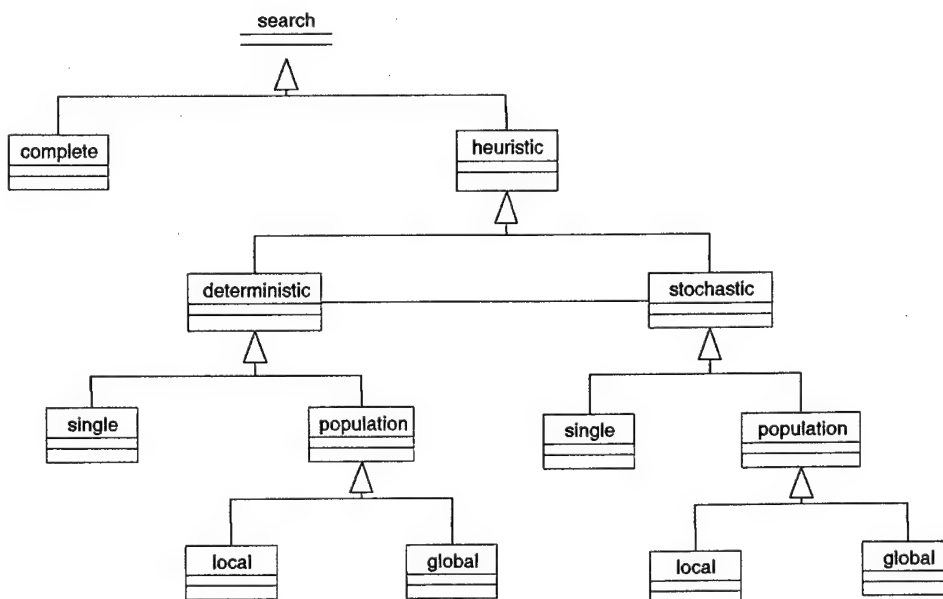 search
complete
heuristic
deterministic
stochastic
single
population
single
population
local
global
local
global